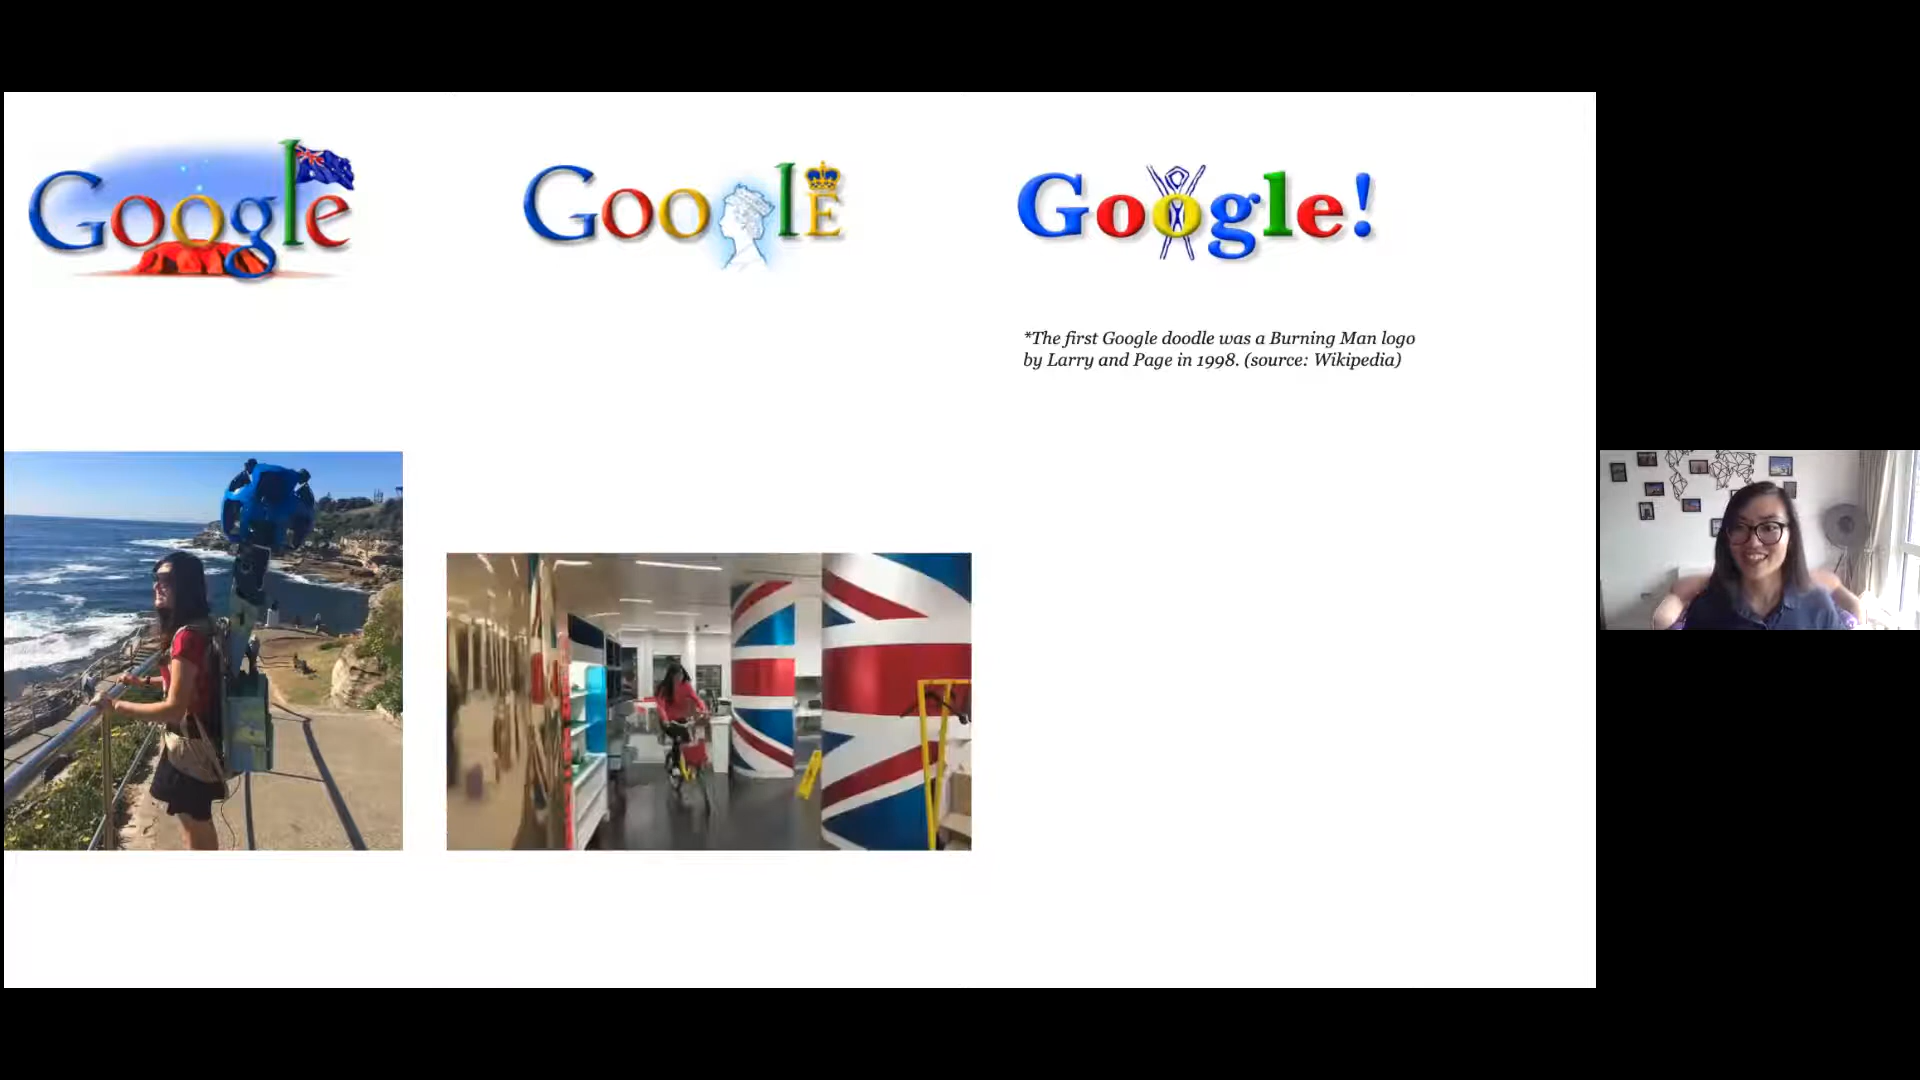 Google
Google
Google!
*The first Google doodle was a Burning Man logo
by Larry and Page in 1998. (source: Wikipedia)